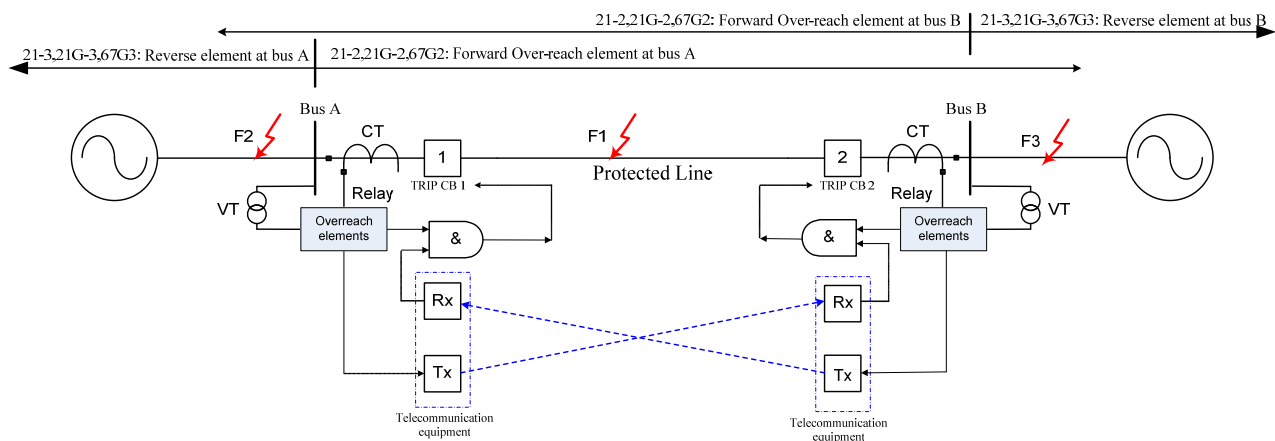 21-2,21G-2,67G2: Forward Over-reach element at bus B
21-3,21G-3,67G3: Reverse element at bus B
21-3,21G-3,67G3: Reverse element at bus A
21-2,21G-2,67G2: Forward Over-reach element at bus A
Bus A
Bus B
F2
CT
F1
CT
F3
1
2
TRIP CB 1
Protected Line
TRIP CB 2
VT
Relay
Relay
VT
Overreach
elements
&
&
Overreach
elements
Rx
Rx
Tx
Tx
Telecommunication
equipment
Telecommunication
equipment